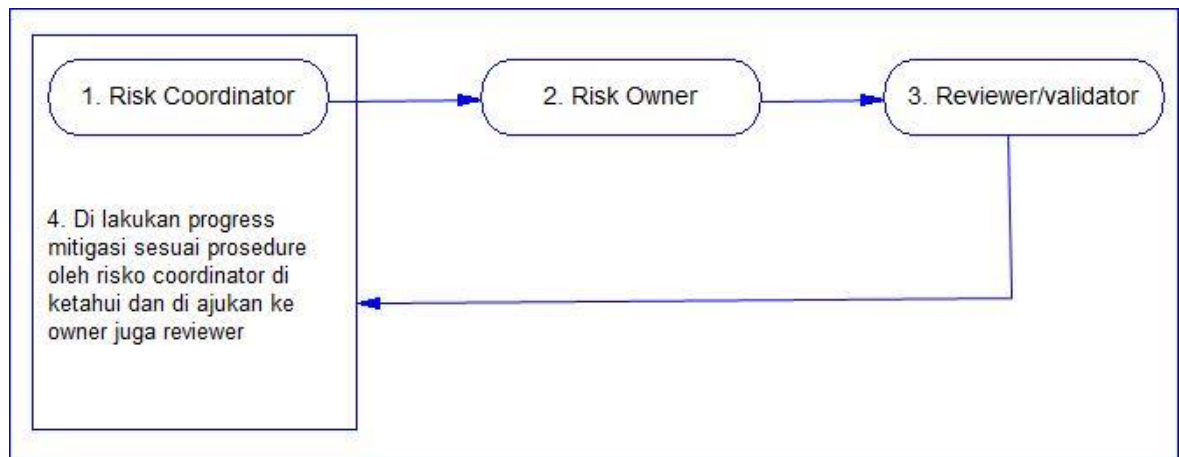 1. Risk Coordinator
2. Risk Owner
3. Reviewer/validator
4. Di lakukan progress
mitigasi sesuai prosedure
oleh risko coordinator di
ketahui dan di ajukan ke
owner juga reviewer